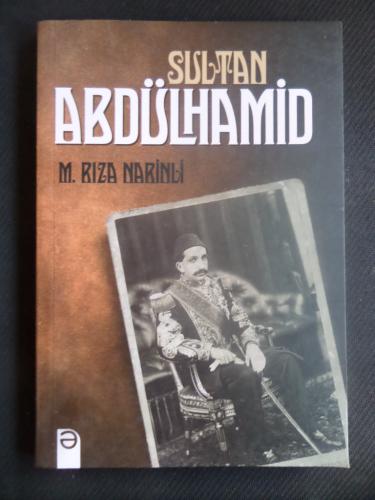 SULTAN
ABDÜLHAMİD
M. RIZA NARİNLİ
ə